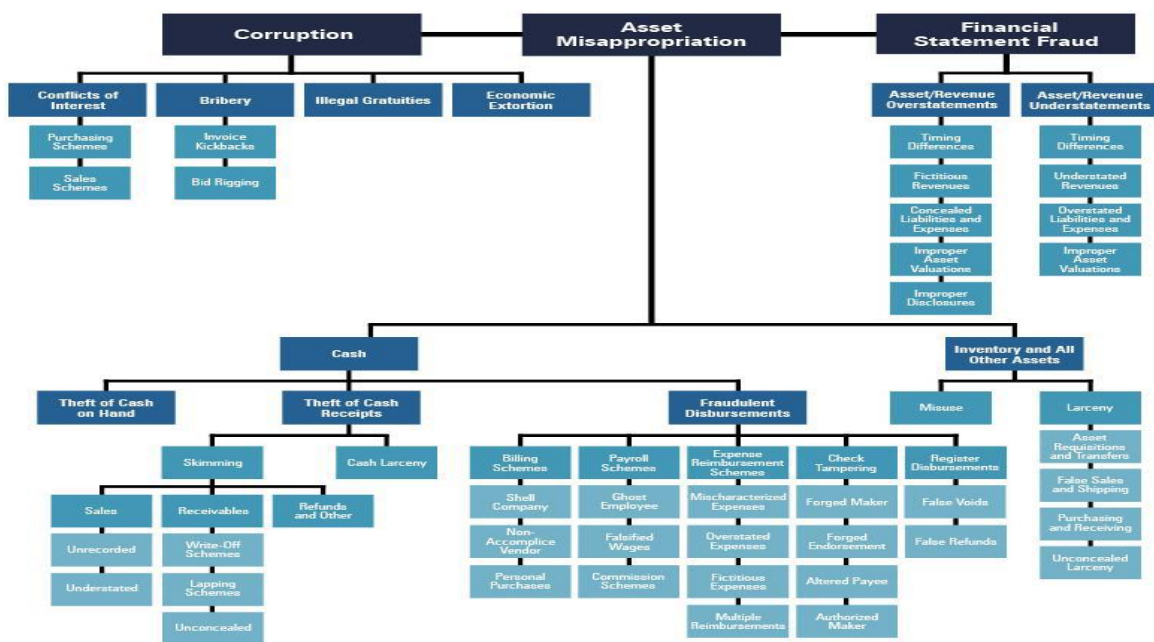 Corruption
Asset
Misappropriation
Financial
Statement Fraud
Conflicts of
Interest
Bribery
Illegal Gratuities
Economic
Extortion
Asset/Revenue
Overstatements
Asset/Revenue
Understatements
Purchasing
Schemes
Sales
Schemes
Invoice
Kickbacks
Bid Rigging
Timing
Differences
Fictitious
Revenues
Concealed
Liabilities and
Expenses
Improper
Asset
Valuations
Improper
Disclosures
Timing
Differences
Understated
Revenues
Overstated
Liabilities and
Expenses
Improper
Asset
Valuations
Cash
Inventory and All
Other Assets
Theft of Cash
on Hand
Theft of Cash
Receipts
Fraudulent
Disbursements
Misuse
Larceny
Skimming
Cash Larceny
Sales
Receivables
Refunds
and Other
Unrecorded
Understated
Write-Off
Schemes
Lapping
Schemes
Unconcealed
Billing
Schemes
Shell
Company
Non-
Accomplice
Vendor
Personal
Purchases
Payroll
Schemes
Ghost
Employee
Falsified
Wages
Commission
Schemes
Expense
Reimbursement
Schemes
Mischaracterized
Expenses
Overstated
Expenses
Fictitious
Expenses
Multiple
Reimbursements
Check
Tampering
Forged Maker
Forged
Endorsement
Altered Payee
Authorized
Maker
Register
Disbursements
False Voids
False Refunds
Asset
Requisitions
and Transfers
False Sales
and Shipping
Purchasing
and Receiving
Unconcealed
Larceny